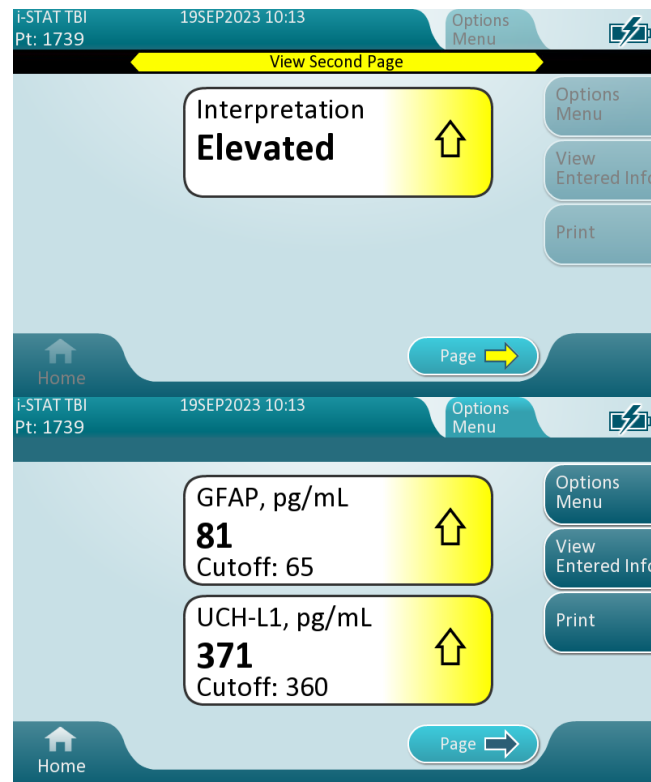 i-STAT TBI
Pt: 1739
19SEP2023 10:13
Options
Menu
View Second Page
Interpretation
Elevated
Options
Menu
View
Entered Info
Print
Home
Page
i-STAT TBI
Pt: 1739
19SEP2023 10:13
Options
Menu
GFAP, pg/mL
81
Cutoff: 65
UCH-L1, pg/mL
371
Cutoff: 360
Options
Menu
View
Entered Info
Print
Home
Page